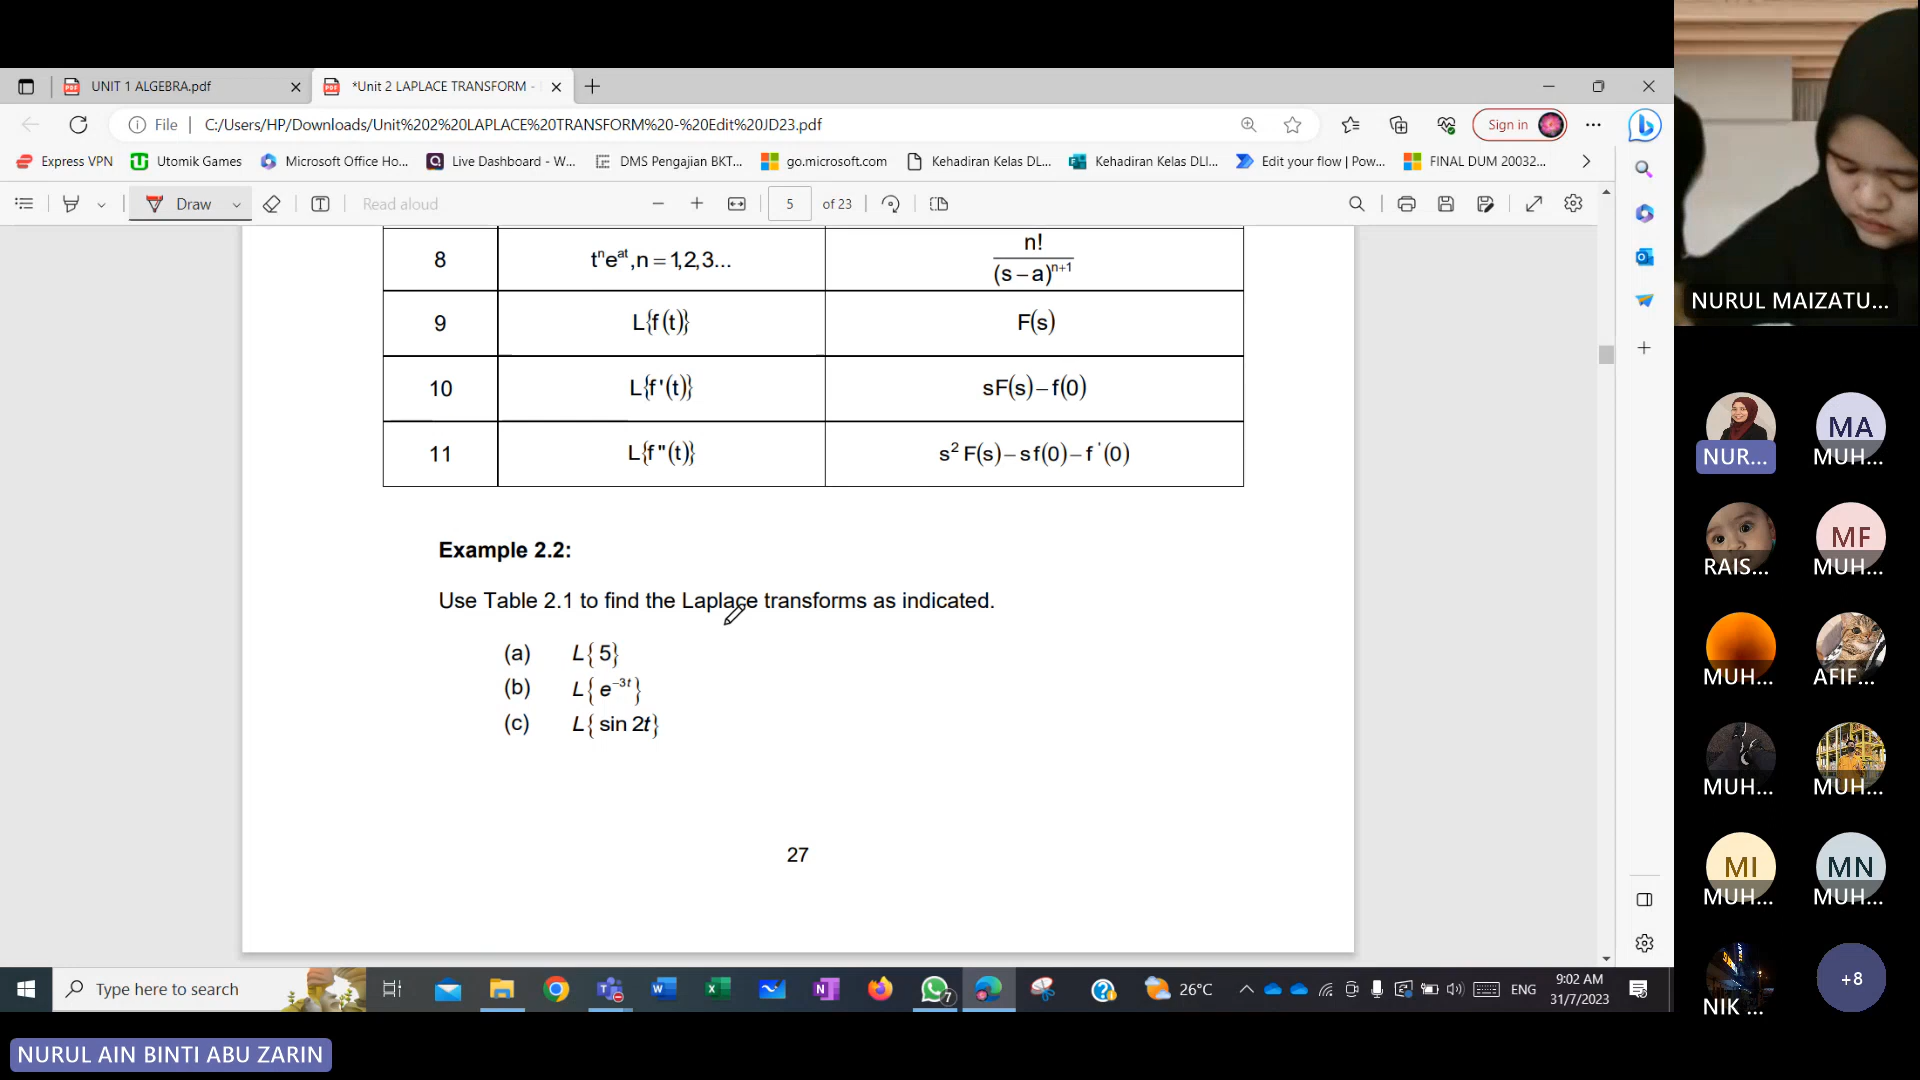 UNIT 1 ALGEBRA.pdf
*Unit 2 LAPLACE TRANSFORM -
File
C:/Users/HP/Downloads/Unit%202%20LAPLACE%20TRANSFORM%20-%20Edit%20JD23.pdf
Sign in
Express VPN
Utomik Games
Microsoft Office Ho...
Live Dashboard - W...
DMS Pengajian BKT...
go.microsoft.com
Kehadiran Kelas DL...
Kehadiran Kelas DLI...
Edit your flow | Pow...
FINAL DUM 20032...
Draw
Read aloud
5 of 23
8 tⁿeᵃᵗ, n = 1,2,3... n!/(s – a)ⁿ⁺¹
9 L{f(t)} F(s)
10 L{f'(t)} sF(s) – f(0)
11 L{f"(t)} s² F(s) – sf(0) – f '(0)
Example 2.2:
Use Table 2.1 to find the Laplace transforms as indicated.
(a) L{5}
(b) L{e⁻³ᵗ}
(c) L{sin 2t}
27
NURUL MAIZATU...
NUR...
MA
MUH...
RAIS...
MF
MUH...
MUH...
AFIF...
MUH...
MUH...
MI
MUH...
MN
MUH...
NIK ...
+8
Type here to search
7
26°C
ENG
9:02 AM
31/7/2023
NURUL AIN BINTI ABU ZARIN